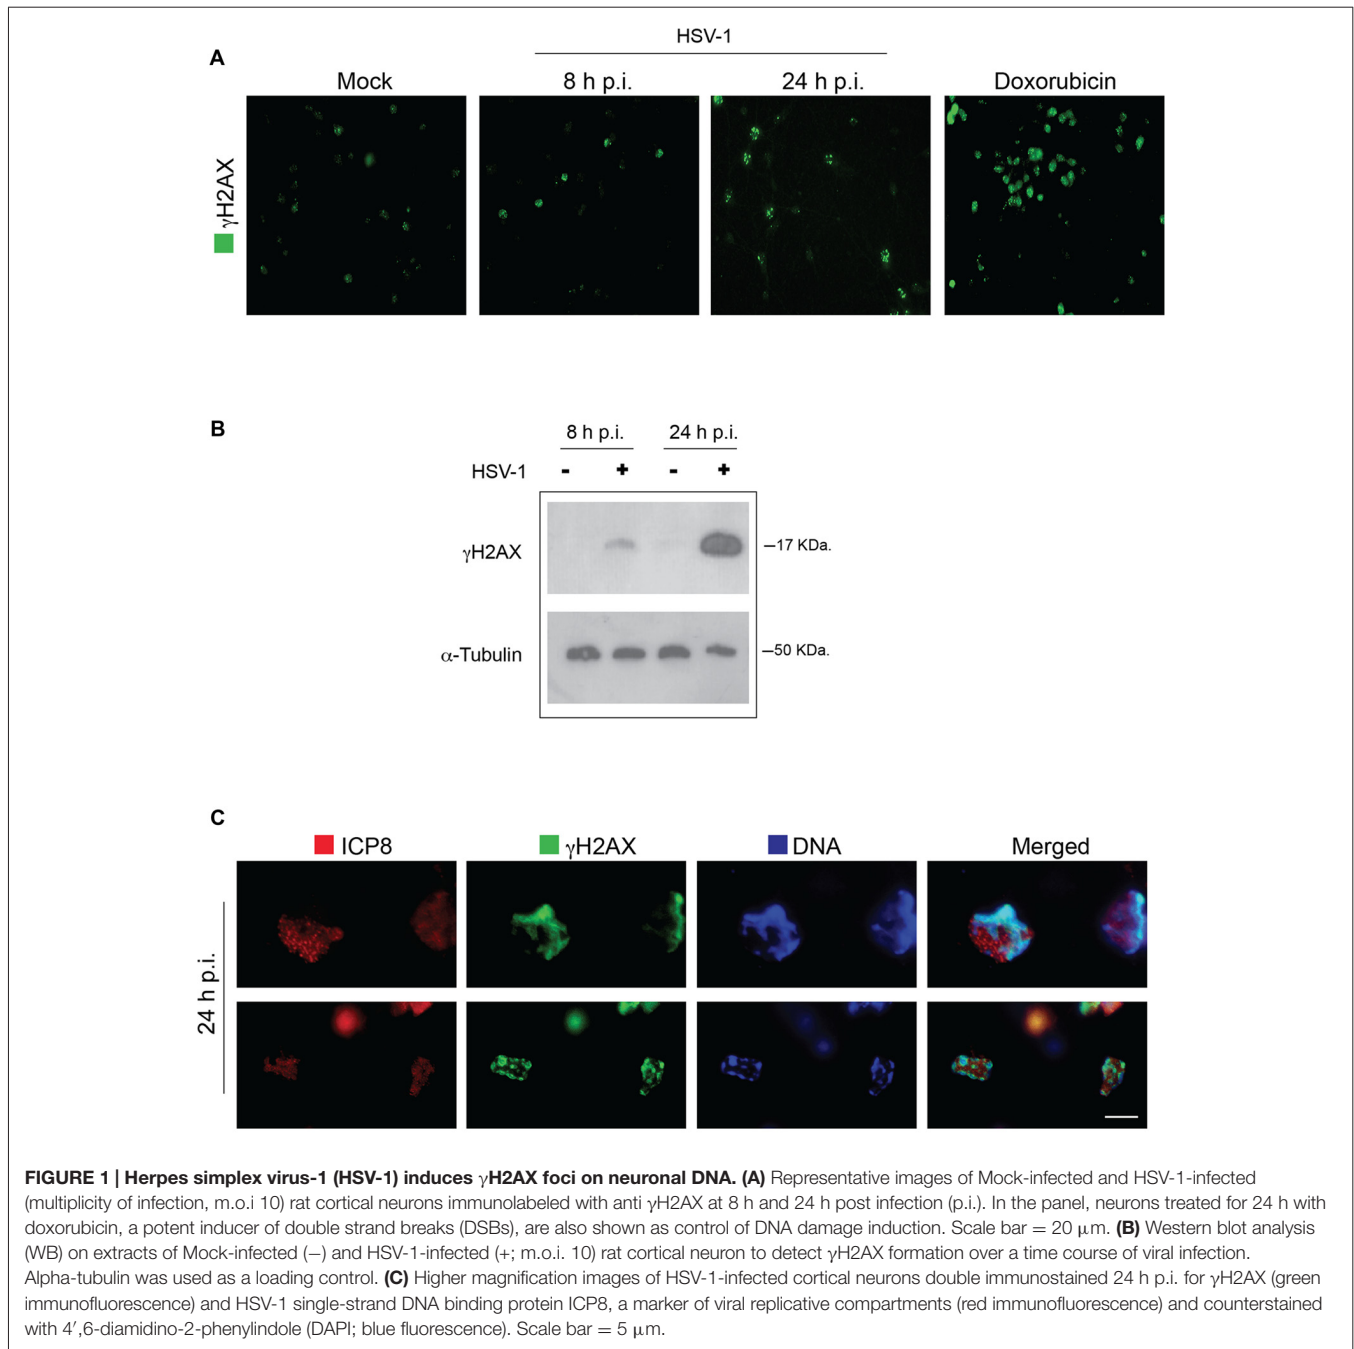 A
HSV-1
Mock
8 h p.i.
24 h p.i.
Doxorubicin
γH2AX
B
8 h p.i.
24 h p.i.
HSV-1
-
+
-
+
γH2AX
–17 KDa.
α-Tubulin
–50 KDa.
C
ICP8
γH2AX
DNA
Merged
24 h p.i.
FIGURE 1 | Herpes simplex virus-1 (HSV-1) induces γH2AX foci on neuronal DNA. (A) Representative images of Mock-infected and HSV-1-infected
(multiplicity of infection, m.o.i 10) rat cortical neurons immunolabeled with anti γH2AX at 8 h and 24 h post infection (p.i.). In the panel, neurons treated for 24 h with
doxorubicin, a potent inducer of double strand breaks (DSBs), are also shown as control of DNA damage induction. Scale bar = 20 μm. (B) Western blot analysis
(WB) on extracts of Mock-infected (−) and HSV-1-infected (+; m.o.i. 10) rat cortical neuron to detect γH2AX formation over a time course of viral infection.
Alpha-tubulin was used as a loading control. (C) Higher magnification images of HSV-1-infected cortical neurons double immunostained 24 h p.i. for γH2AX (green
immunofluorescence) and HSV-1 single-strand DNA binding protein ICP8, a marker of viral replicative compartments (red immunofluorescence) and counterstained
with 4′,6-diamidino-2-phenylindole (DAPI; blue fluorescence). Scale bar = 5 μm.